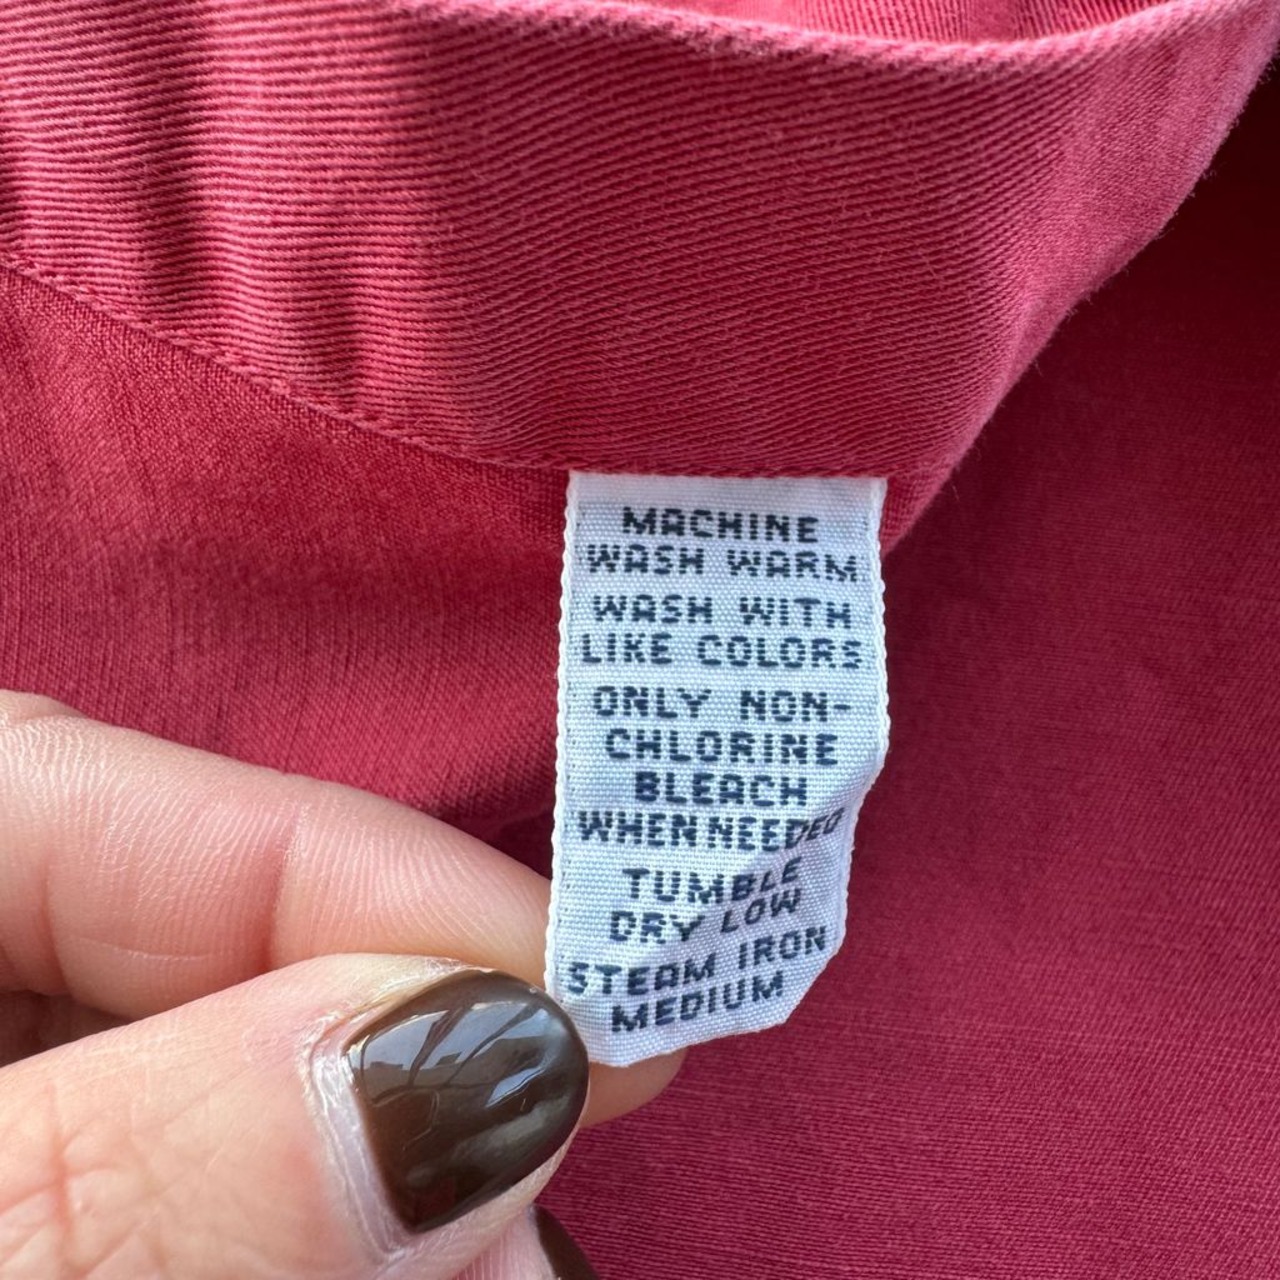 MACHINE
WASH WARM
WASH WITH
LIKE COLORS
ONLY NON-
CHLORINE
BLEACH
WHEN NEEDED
TUMBLE
DRY LOW
STEAM IRON
MEDIUM